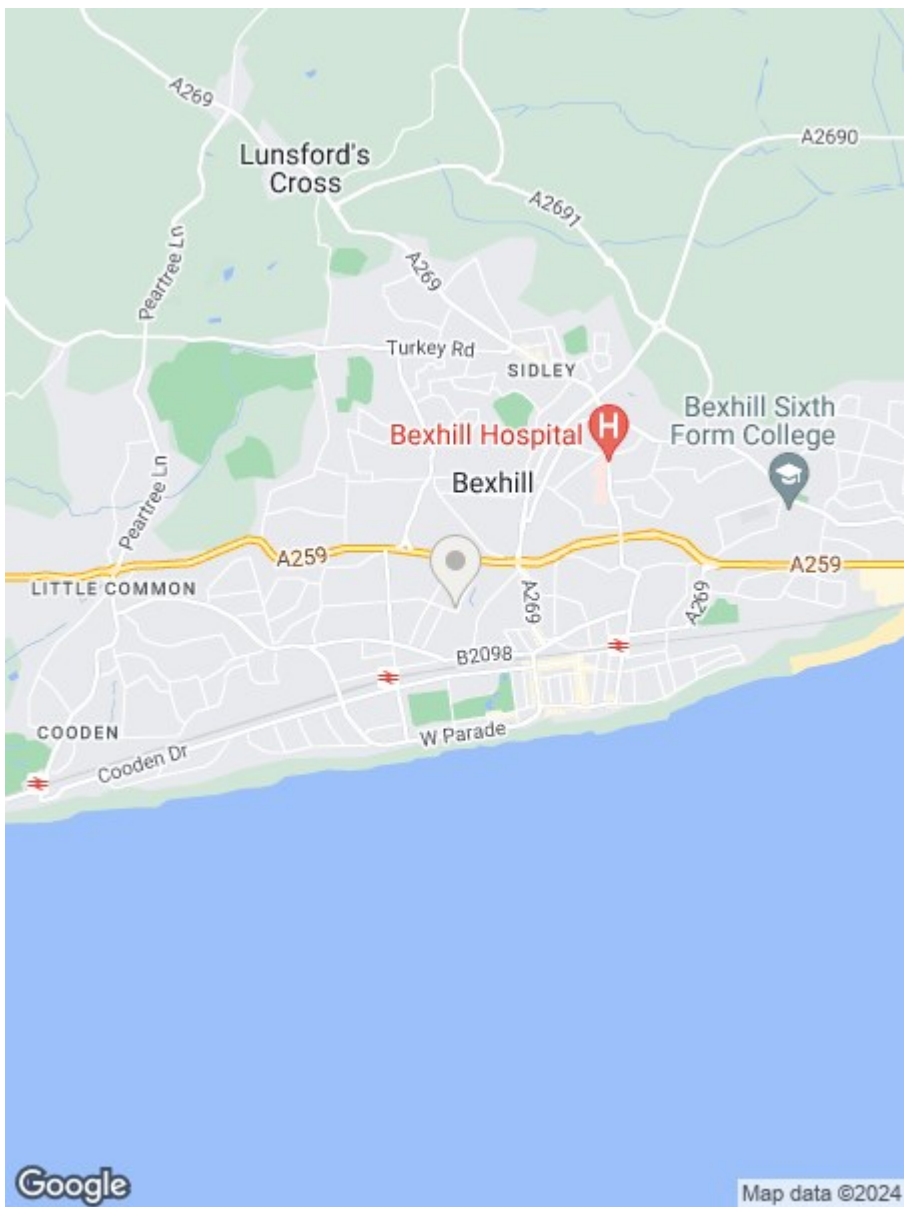 A269
A2690
Lunsford's
Cross
A2691
Peartree Ln
A269
Turkey Rd
SIDLEY
Bexhill Sixth
Form College
Bexhill Hospital
H
Bexhill
Peartree Ln
A259
A259
LITTLE COMMON
A269
A269
B2098
COODEN
W Parade
Cooden Dr
Google
Map data ©2024